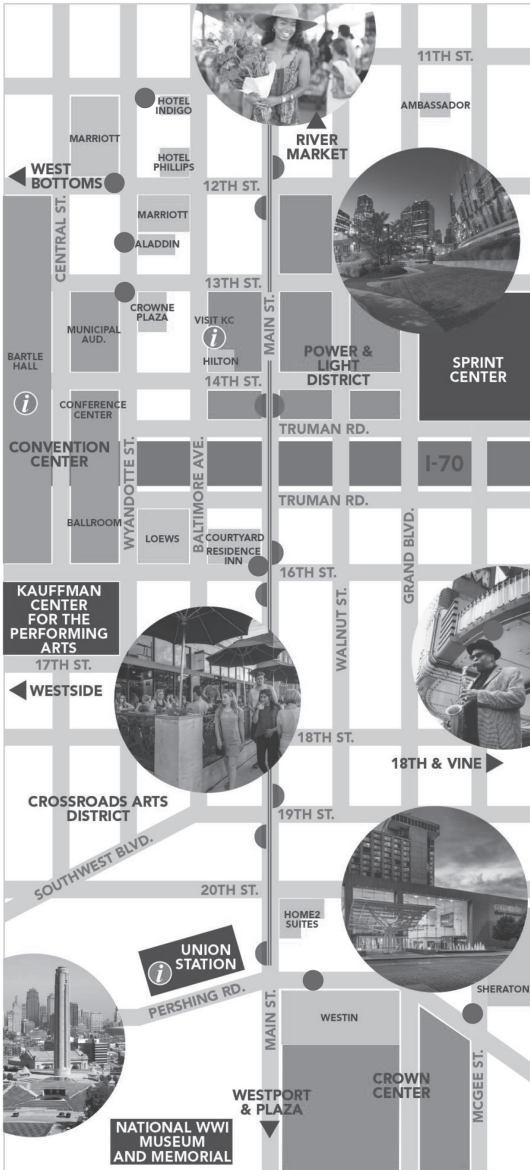 11TH ST.
HOTEL
INDIGO
AMBASSADOR
MARRIOTT
RIVER
MARKET
HOTEL
PHILLIPS
WEST
BOTTOMS
12TH ST.
CENTRAL ST.
MARRIOTT
ALADDIN
13TH ST.
CROWNE
PLAZA
VISIT KC
i
HILTON
MAIN ST.
MUNICIPAL
AUD.
BARTLE
HALL
i
POWER &
LIGHT
DISTRICT
SPRINT
CENTER
14TH ST.
CONFERENCE
CENTER
TRUMAN RD.
CONVENTION
CENTER
WYANDOTTE ST.
BALTIMORE AVE.
I-70
TRUMAN RD.
BALLROOM
LOEWS
COURTYARD
RESIDENCE
INN
16TH ST.
WALNUT ST.
GRAND BLVD.
KAUFFMAN
CENTER
FOR THE
PERFORMING
ARTS
17TH ST.
WESTSIDE
18TH ST.
18TH & VINE
CROSSROADS ARTS
DISTRICT
19TH ST.
SOUTHWEST BLVD.
20TH ST.
HOME2
SUITES
UNION
STATION
i
PERSHING RD.
SHERATON
MAIN ST.
WESTIN
WESTPORT
& PLAZA
CROWN
CENTER
MCGEE ST.
NATIONAL WWI
MUSEUM
AND MEMORIAL